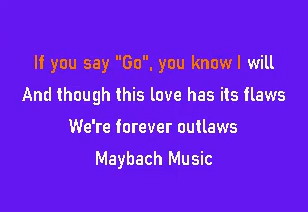 If you say "Go", you know I will
And though this love has its flaws
We're forever outlaws
Maybach Music